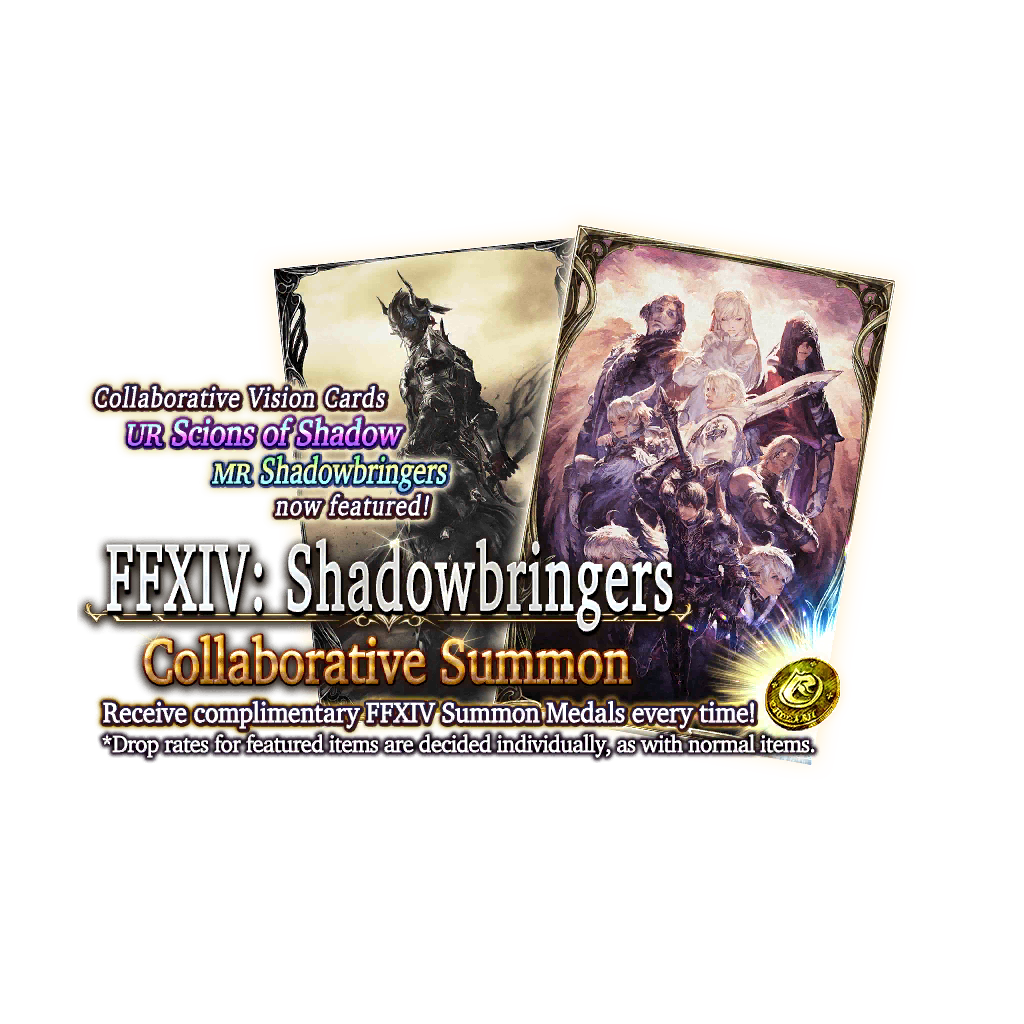 Collaborative Vision Cards
UR Scions of Shadow
MR Shadowbringers
now featured!
FFXIV: Shadowbringers
Collaborative Summon
Receive complimentary FFXIV Summon Medals every time!
*Drop rates for featured items are decided individually, as with normal items.